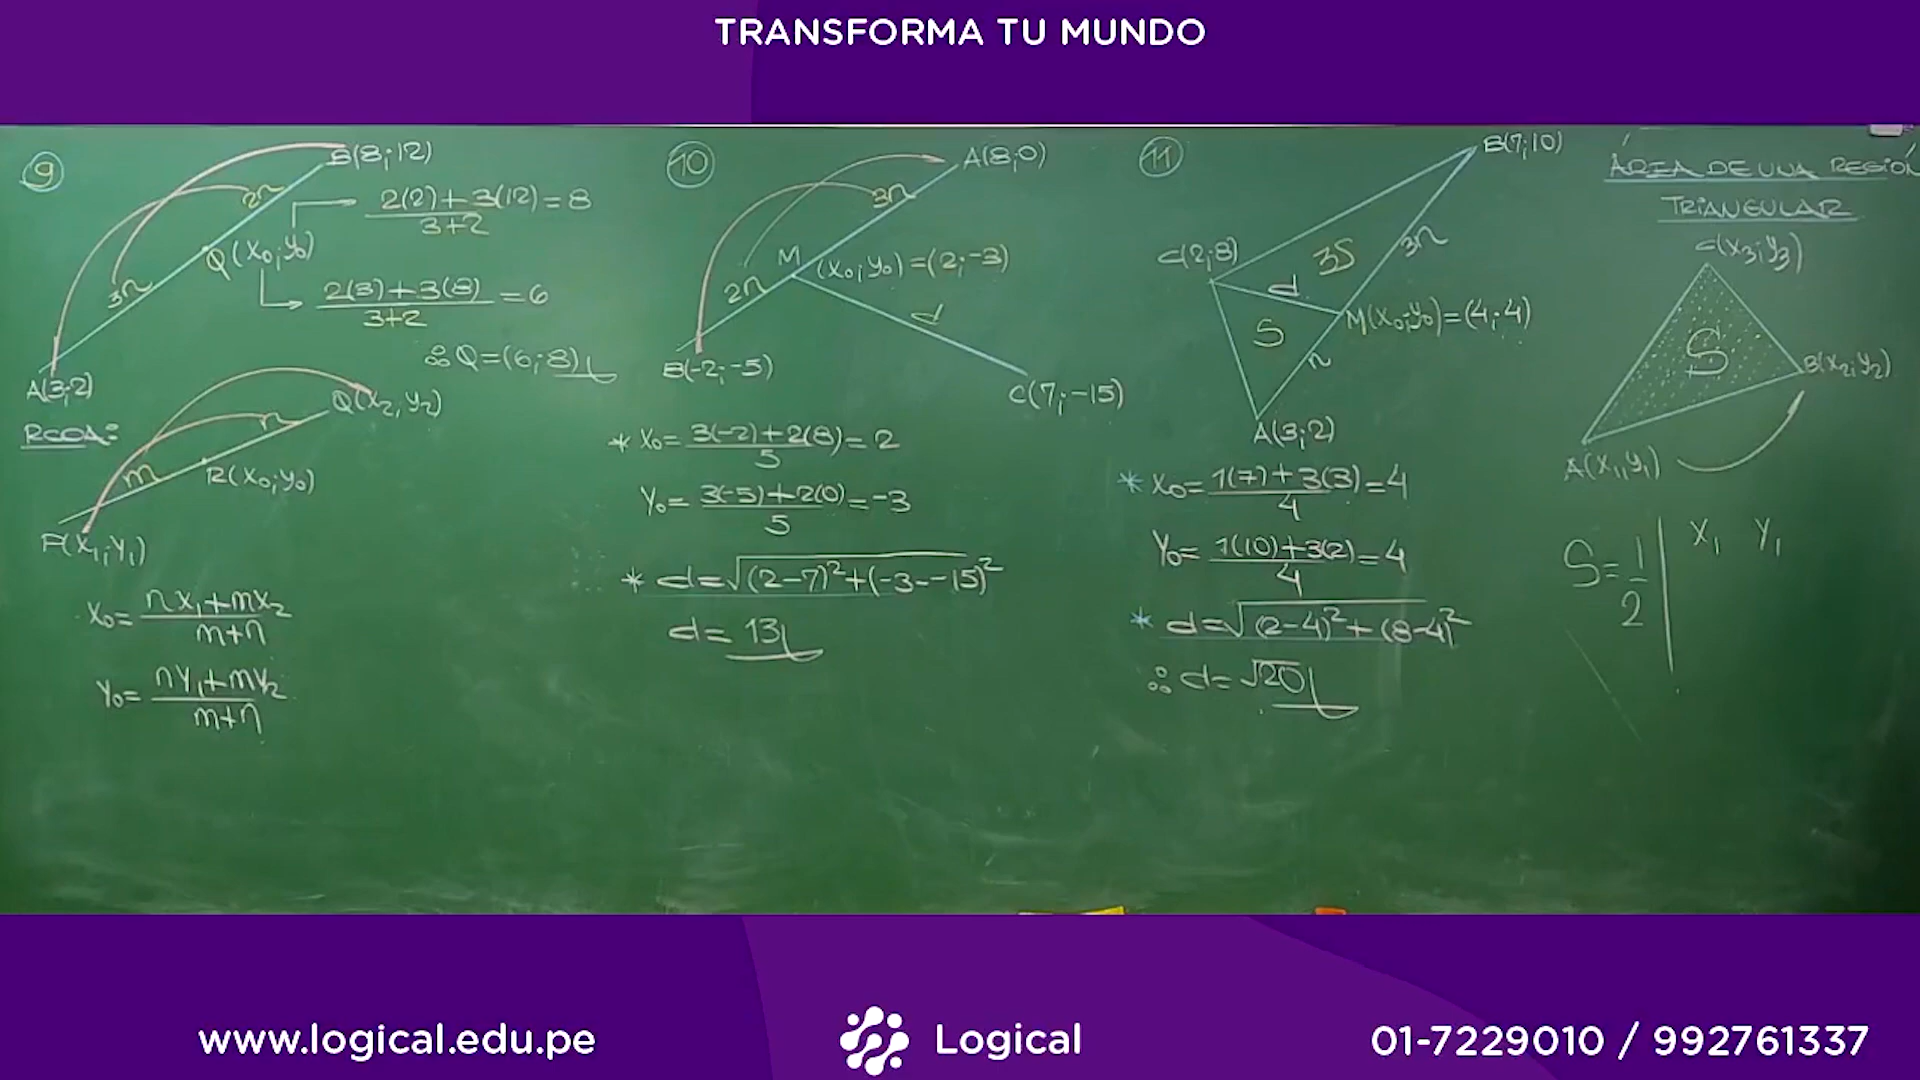 TRANSFORMA TU MUNDO
9
B(8;12)
2n
2(2)+3(12)=8
3+2
Q(x₀;y₀)
3n
2(3)+3(8)=6
3+2
∴Q=(6;8)
A(3;2)
RCDA:
Q(x₂,y₂)
n
m
R(x₀;y₀)
P(x₁;y₁)
x₀=nx₁+mx₂
m+n
y₀=ny₁+my₂
m+n
10
A(8;0)
3n
M (x₀;y₀)=(2;-3)
2n
d
B(-2;-5)
C(7;-15)
* x₀=3(-2)+2(8)=2
5
y₀=3(-5)+2(0)=-3
5
* d=√(2-7)²+(-3--15)²
d=13
11
B(7;10)
C(2;8)
3S
3n
d
M(x₀;y₀)=(4;4)
S
n
A(3;2)
* x₀=1(7)+3(3)=4
4
y₀=1(10)+3(2)=4
4
* d=√(2-4)²+(8-4)²
∴ d=√20
ÁREA DE UNA REGIÓN
TRIANGULAR
C(x₃;y₃)
S
B(x₂;y₂)
A(x₁,y₁)
S=1/2 | x₁ y₁
www.logical.edu.pe
Logical
01-7229010 / 992761337